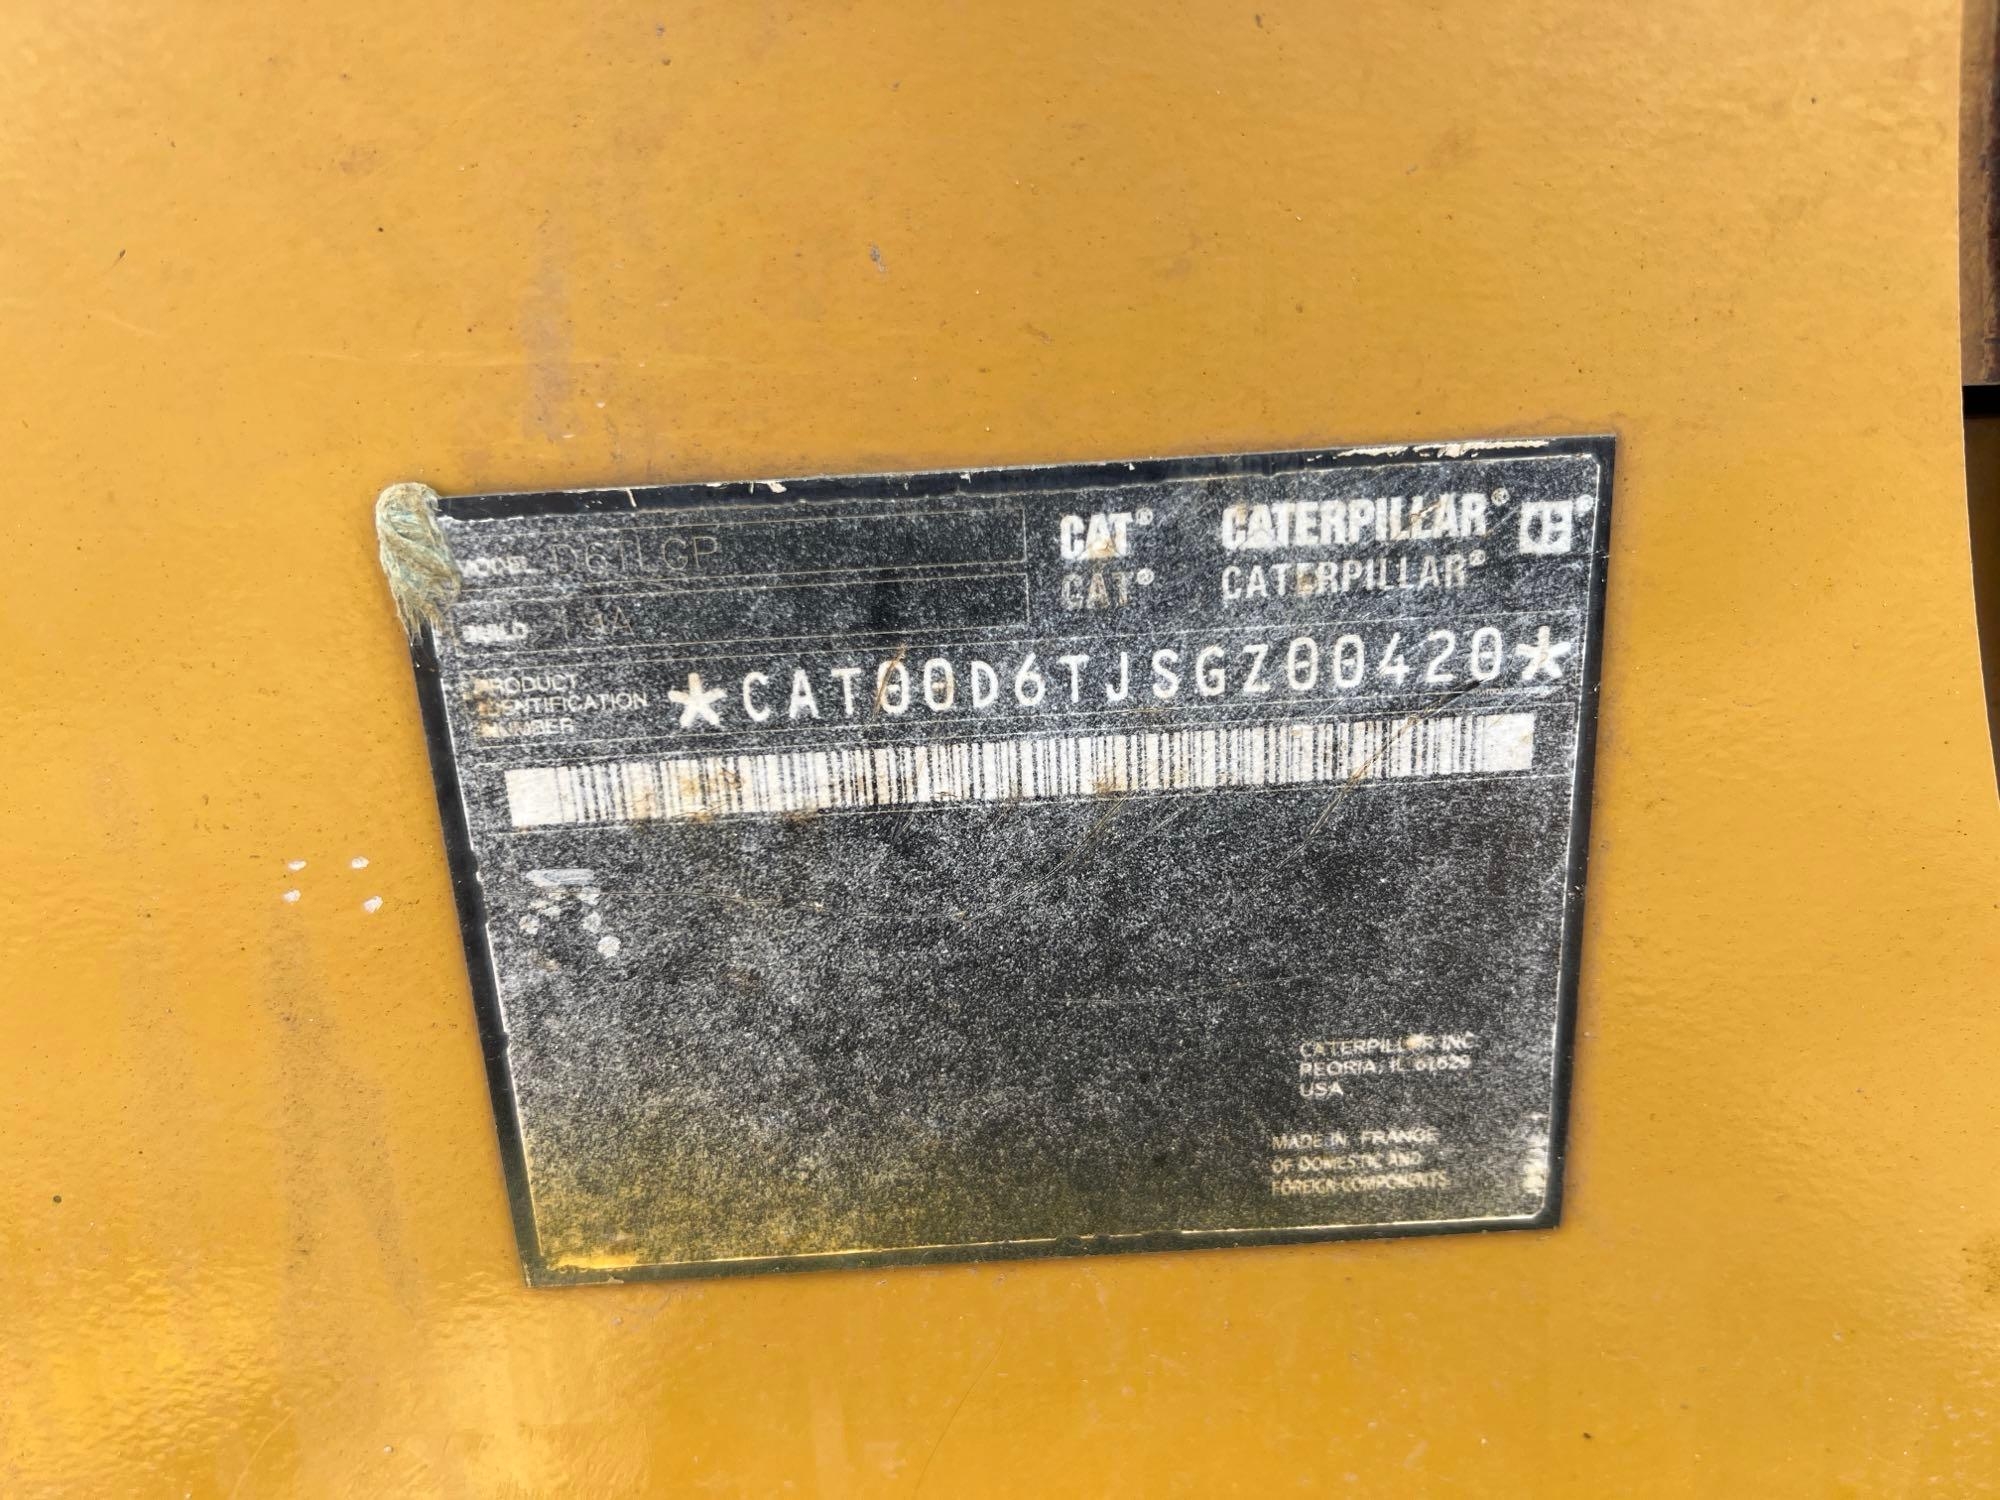 MODEL D6TLGP
CAT® CATERPILLAR®
CAT® CATERPILLAR®
BUILD
PRODUCT
IDENTIFICATION
NUMBER
*CAT00D6TJSGZ00420*
CATERPILLAR INC.
PEORIA, IL 61629
USA
MADE IN FRANCE
OF DOMESTIC AND
FOREIGN COMPONENTS